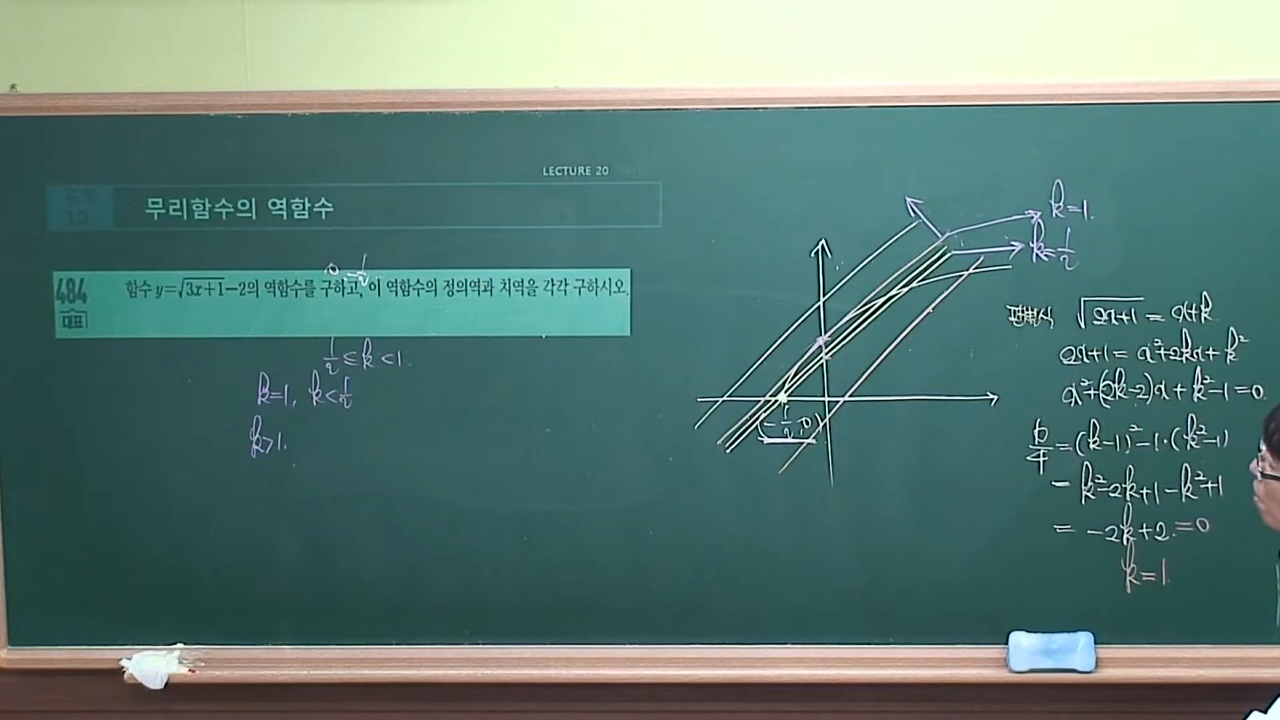 LECTURE 20
유형
10
무리함수의 역함수
484
대표
함수 y=√3x+1-2의 역함수를 구하고, 이 역함수의 정의역과 치역을 각각 구하시오.
1/2 ≤ k < 1.
k=1, k<1/2
k>1.
k=1.
k=1/2
(-1/2, 0)
판별식 √2x+1 = x+k
2x+1 = x²+2kx+k²
x²+(2k-2)x+k²-1=0.
D/4 = (k-1)²-1·(k²-1)
= k²-2k+1-k²+1
= -2k+2.=0
k=1.